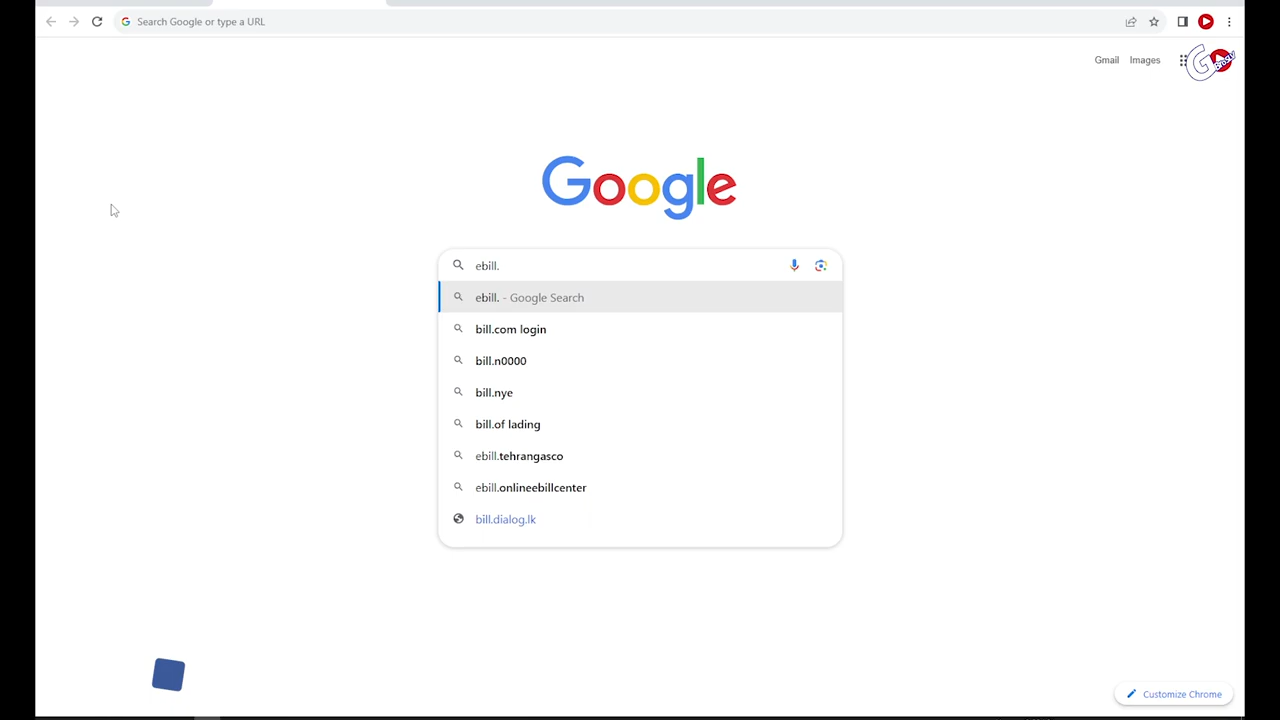 Search Google or type a URL
Gmail Images
Google
ebill.
ebill. - Google Search
bill.com login
bill.n0000
bill.nye
bill.of lading
ebill.tehrangasco
ebill.onlineebillcenter
bill.dialog.lk
Customize Chrome